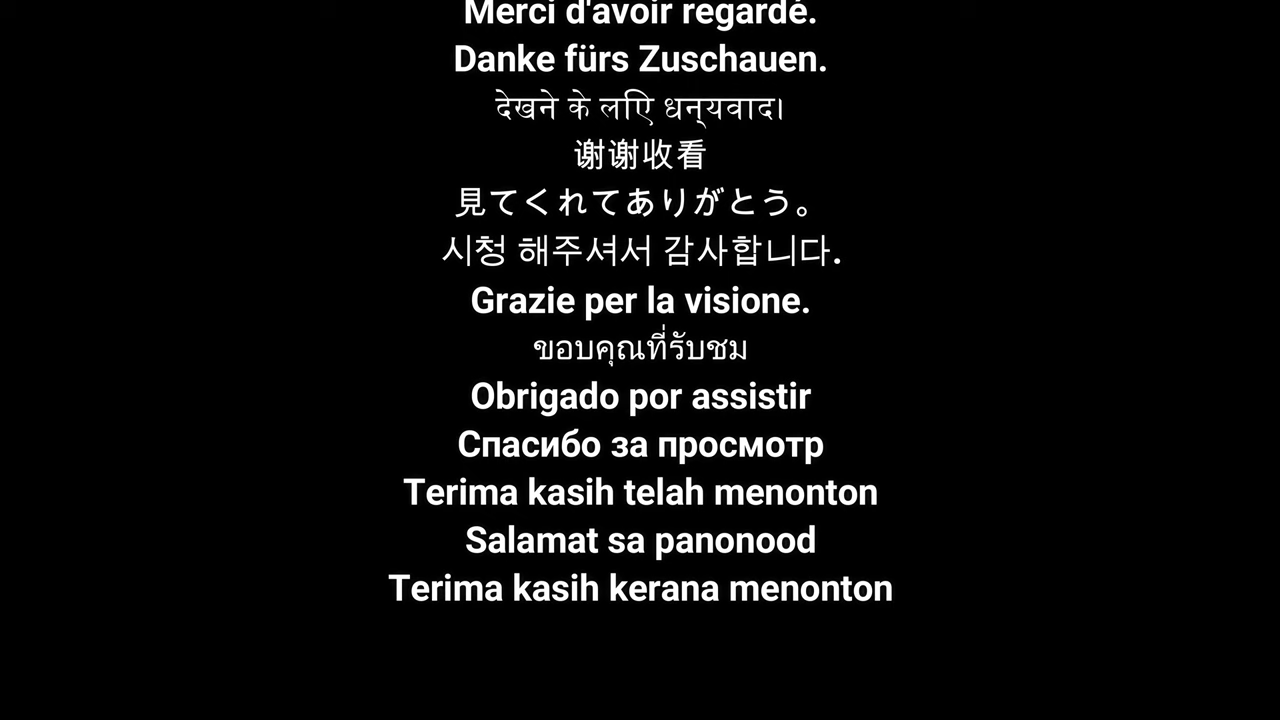 Merci d'avoir regardé.
Danke fürs Zuschauen.
देखने के लिए धन्यवाद।
谢谢收看
見てくれてありがとう。
시청 해주셔서 감사합니다.
Grazie per la visione.
ขอบคุณที่รับชม
Obrigado por assistir
Спасибо за просмотр
Terima kasih telah menonton
Salamat sa panonood
Terima kasih kerana menonton